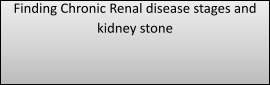 Finding Chronic Renal disease stages and
kidney stone